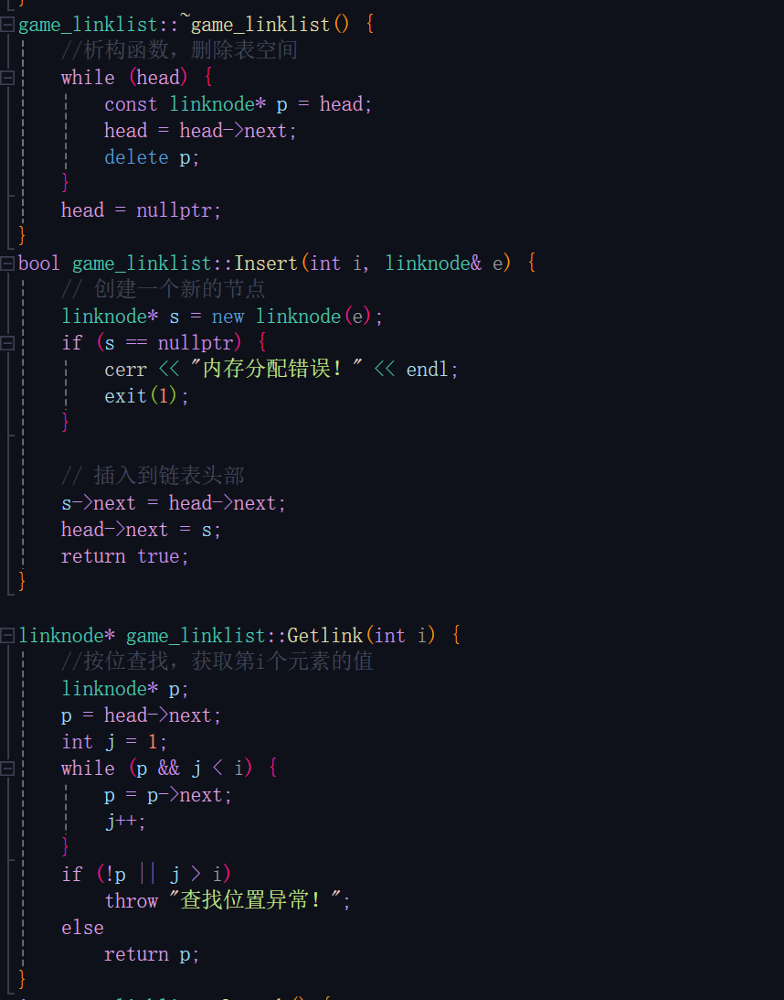 }
game_linklist::~game_linklist() {
//析构函数，删除表空间
while (head) {
const linknode* p = head;
head = head->next;
delete p;
}
head = nullptr;
}
bool game_linklist::Insert(int i, linknode& e) {
// 创建一个新的节点
linknode* s = new linknode(e);
if (s == nullptr) {
cerr << "内存分配错误！" << endl;
exit(1);
}
// 插入到链表头部
s->next = head->next;
head->next = s;
return true;
}
linknode* game_linklist::Getlink(int i) {
//按位查找，获取第i个元素的值
linknode* p;
p = head->next;
int j = 1;
while (p && j < i) {
p = p->next;
j++;
}
if (!p || j > i)
throw "查找位置异常！";
else
return p;
}